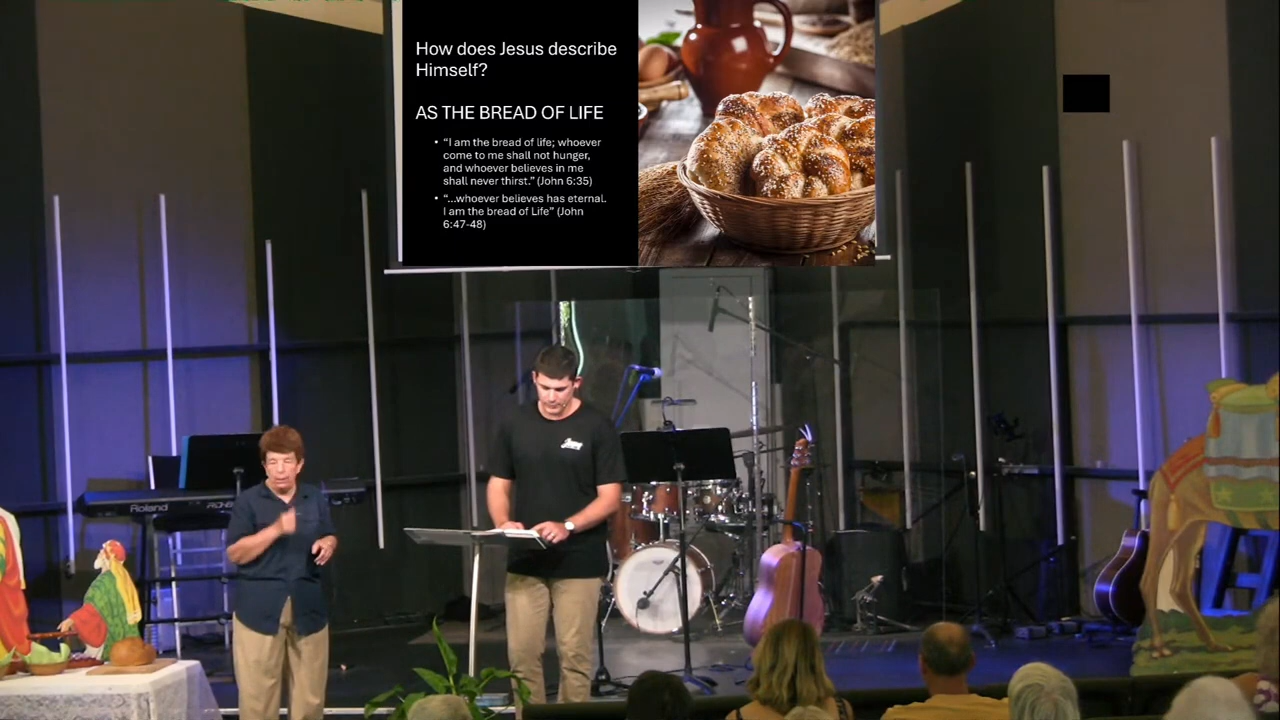 How does Jesus describe
Himself?
AS THE BREAD OF LIFE
• “I am the bread of life; whoever
come to me shall not hunger,
and whoever believes in me
shall never thirst.” (John 6:35)
• “...whoever believes has eternal.
I am the bread of Life” (John
6:47-48)
Roland